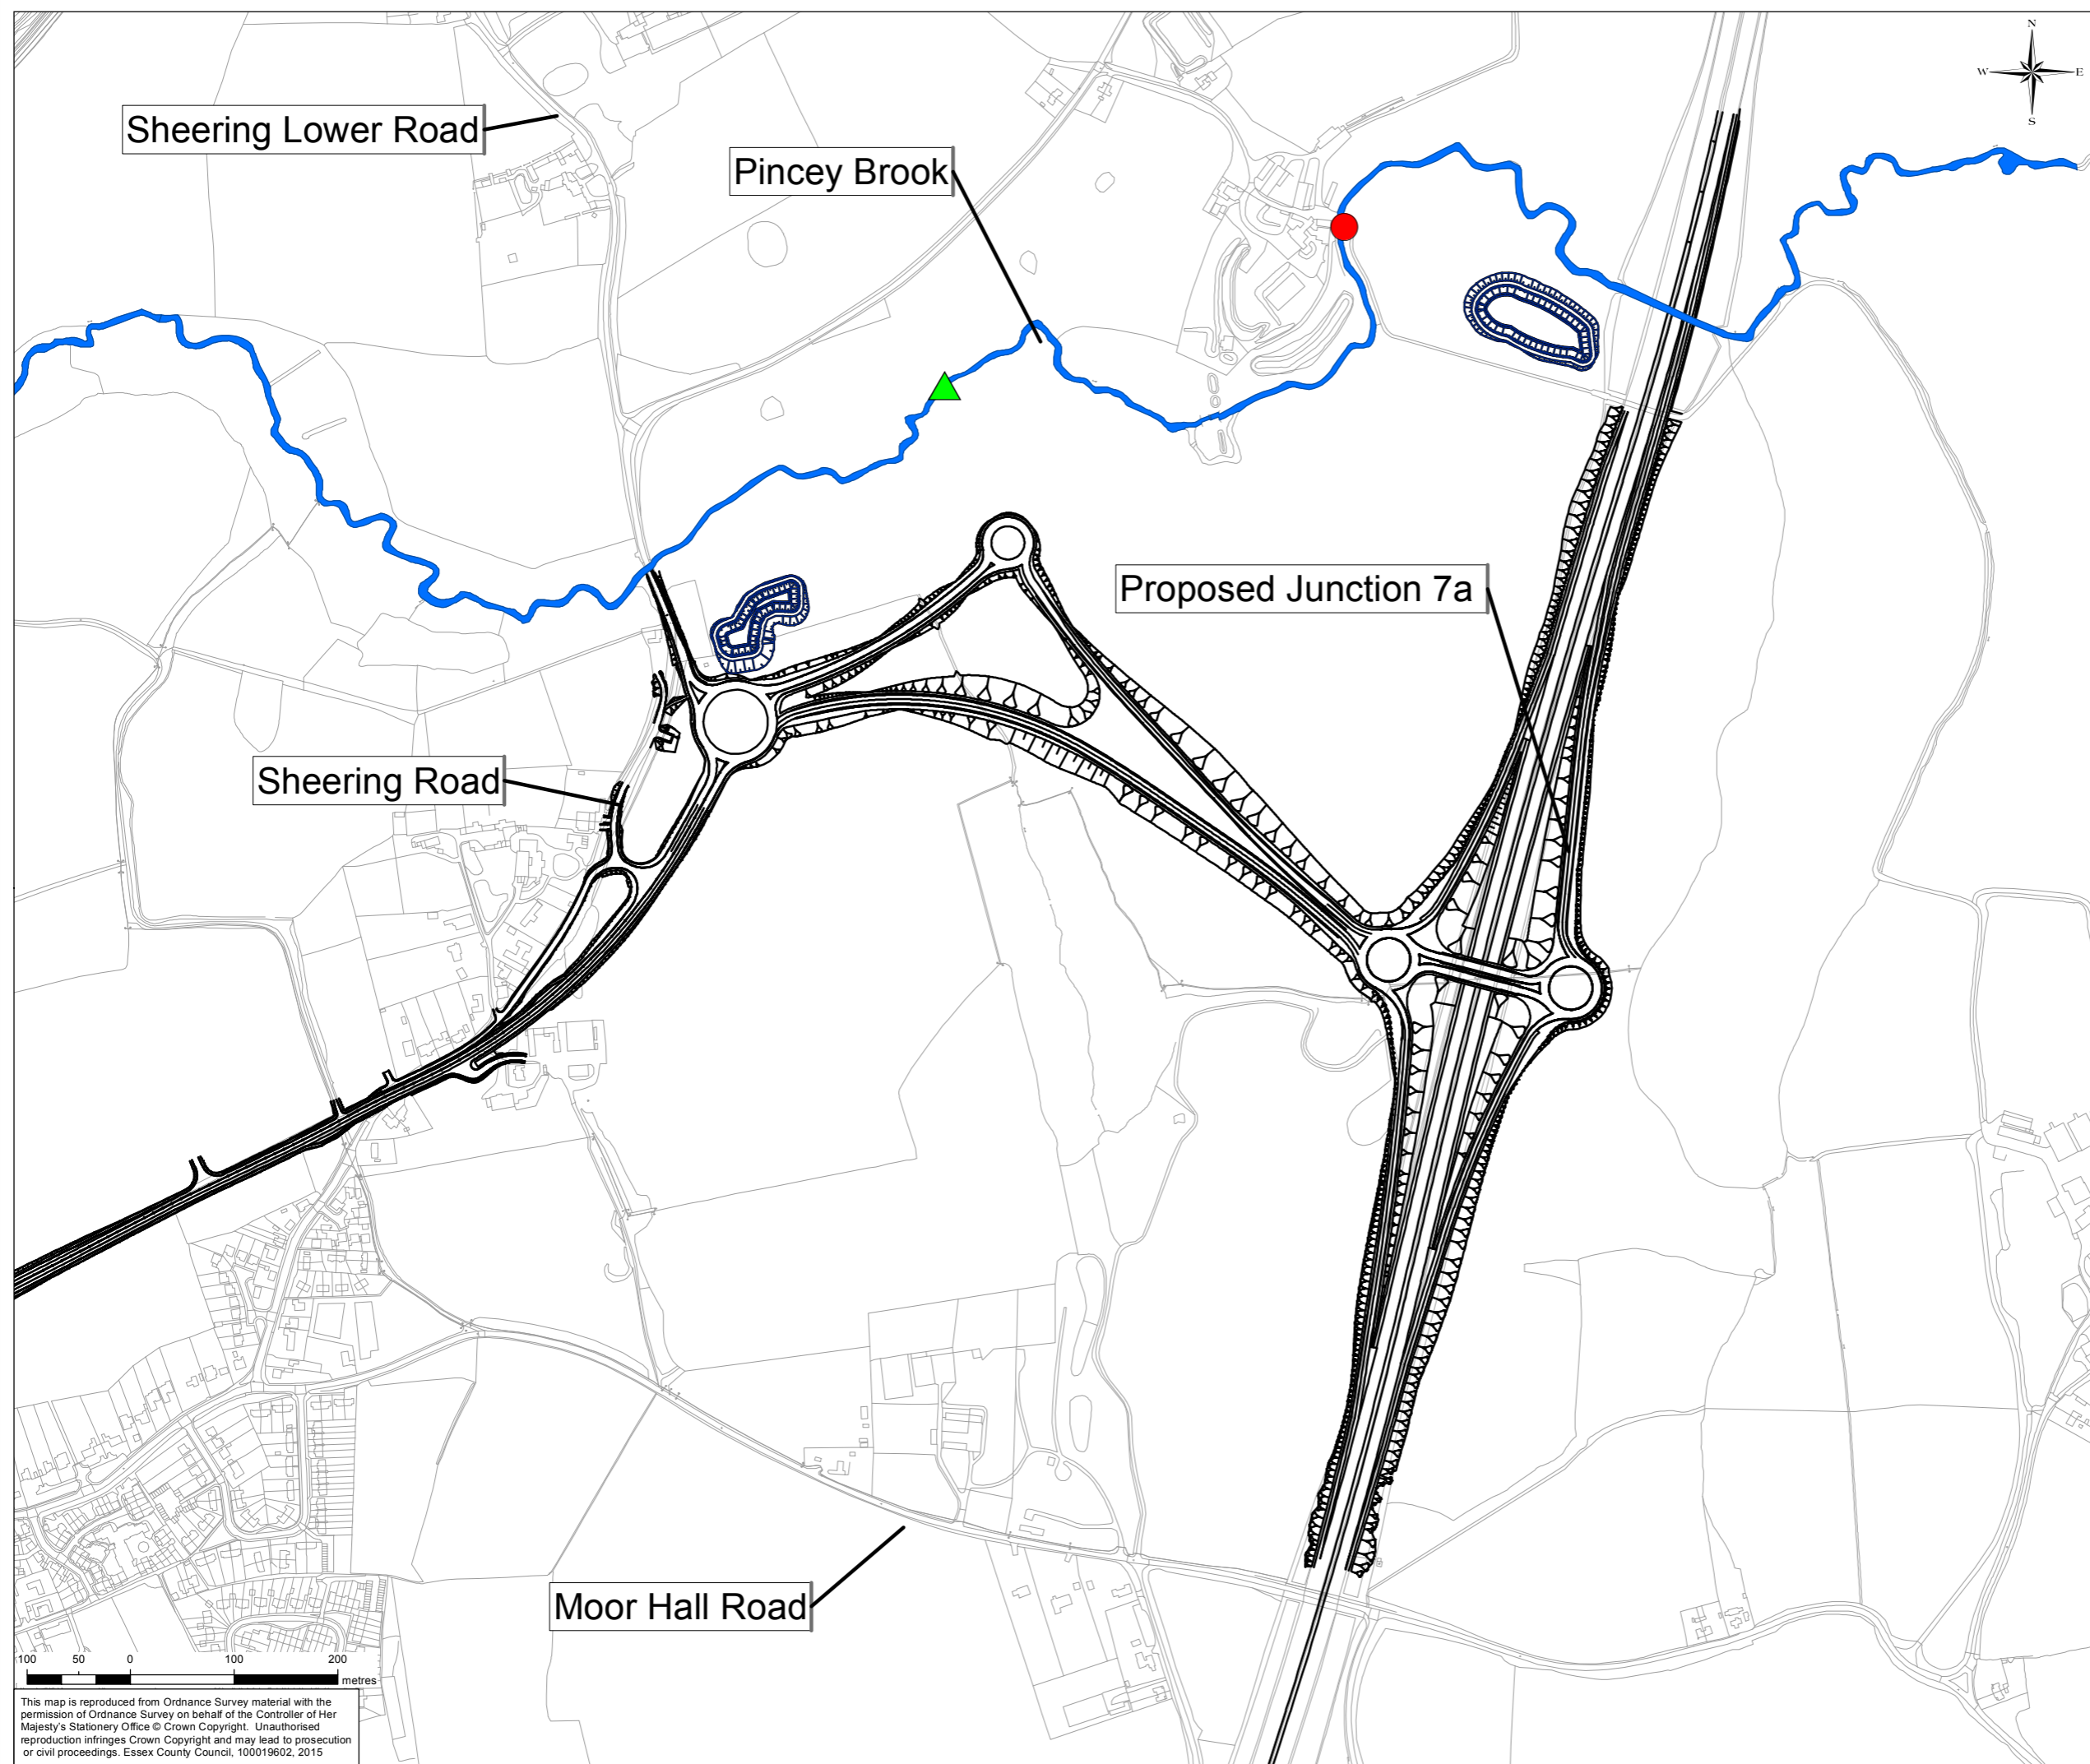 N
W E
S
Sheering Lower Road
Pincey Brook
Proposed Junction 7a
Sheering Road
Moor Hall Road
100 50 0 100 200
metres
This map is reproduced from Ordnance Survey material with the
permission of Ordnance Survey on behalf of the Controller of Her
Majesty's Stationery Office © Crown Copyright. Unauthorised
reproduction infringes Crown Copyright and may lead to prosecution
or civil proceedings. Essex County Council, 100019602, 2015